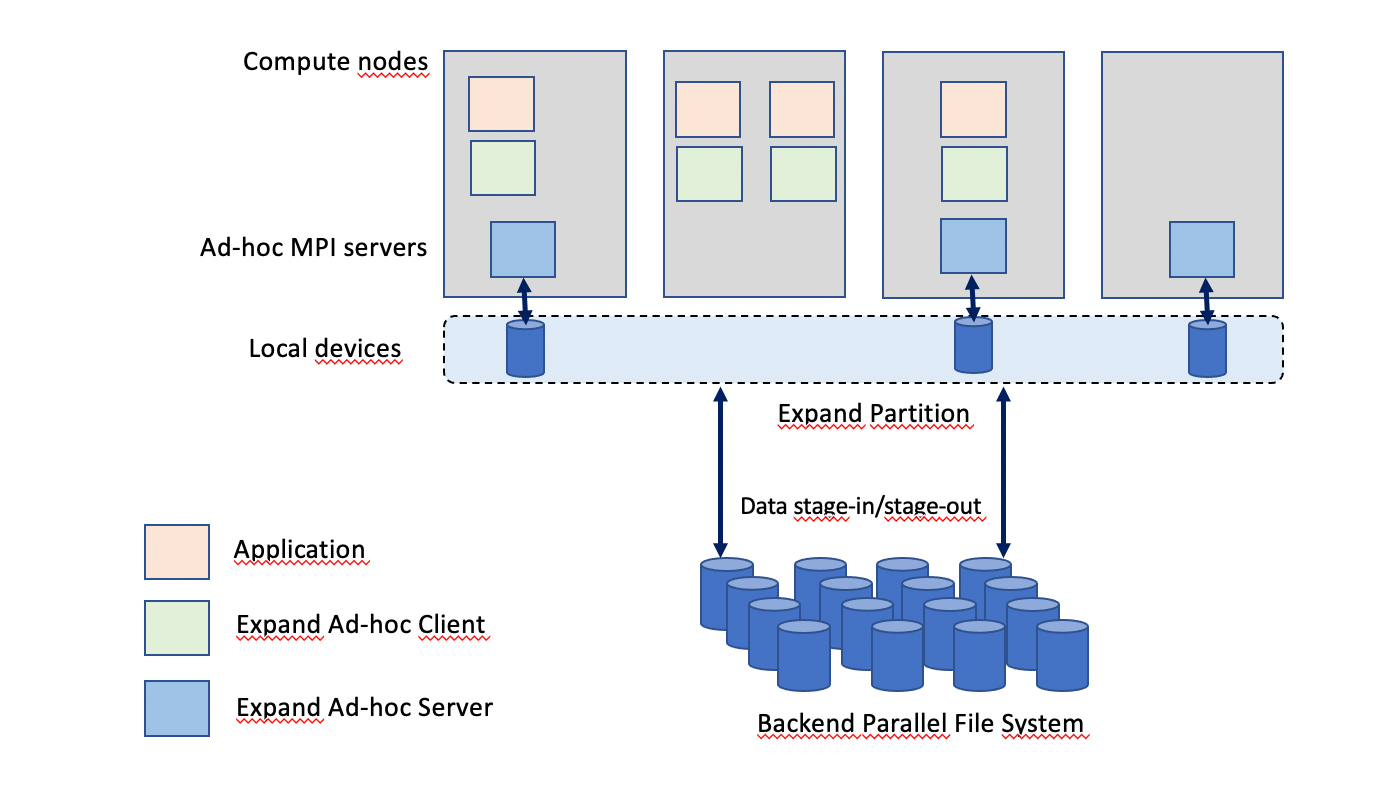 Compute nodes
Ad-hoc MPI servers
Local devices
Expand Partition
Data stage-in/stage-out
Application
Expand Ad-hoc Client
Expand Ad-hoc Server
Backend Parallel File System